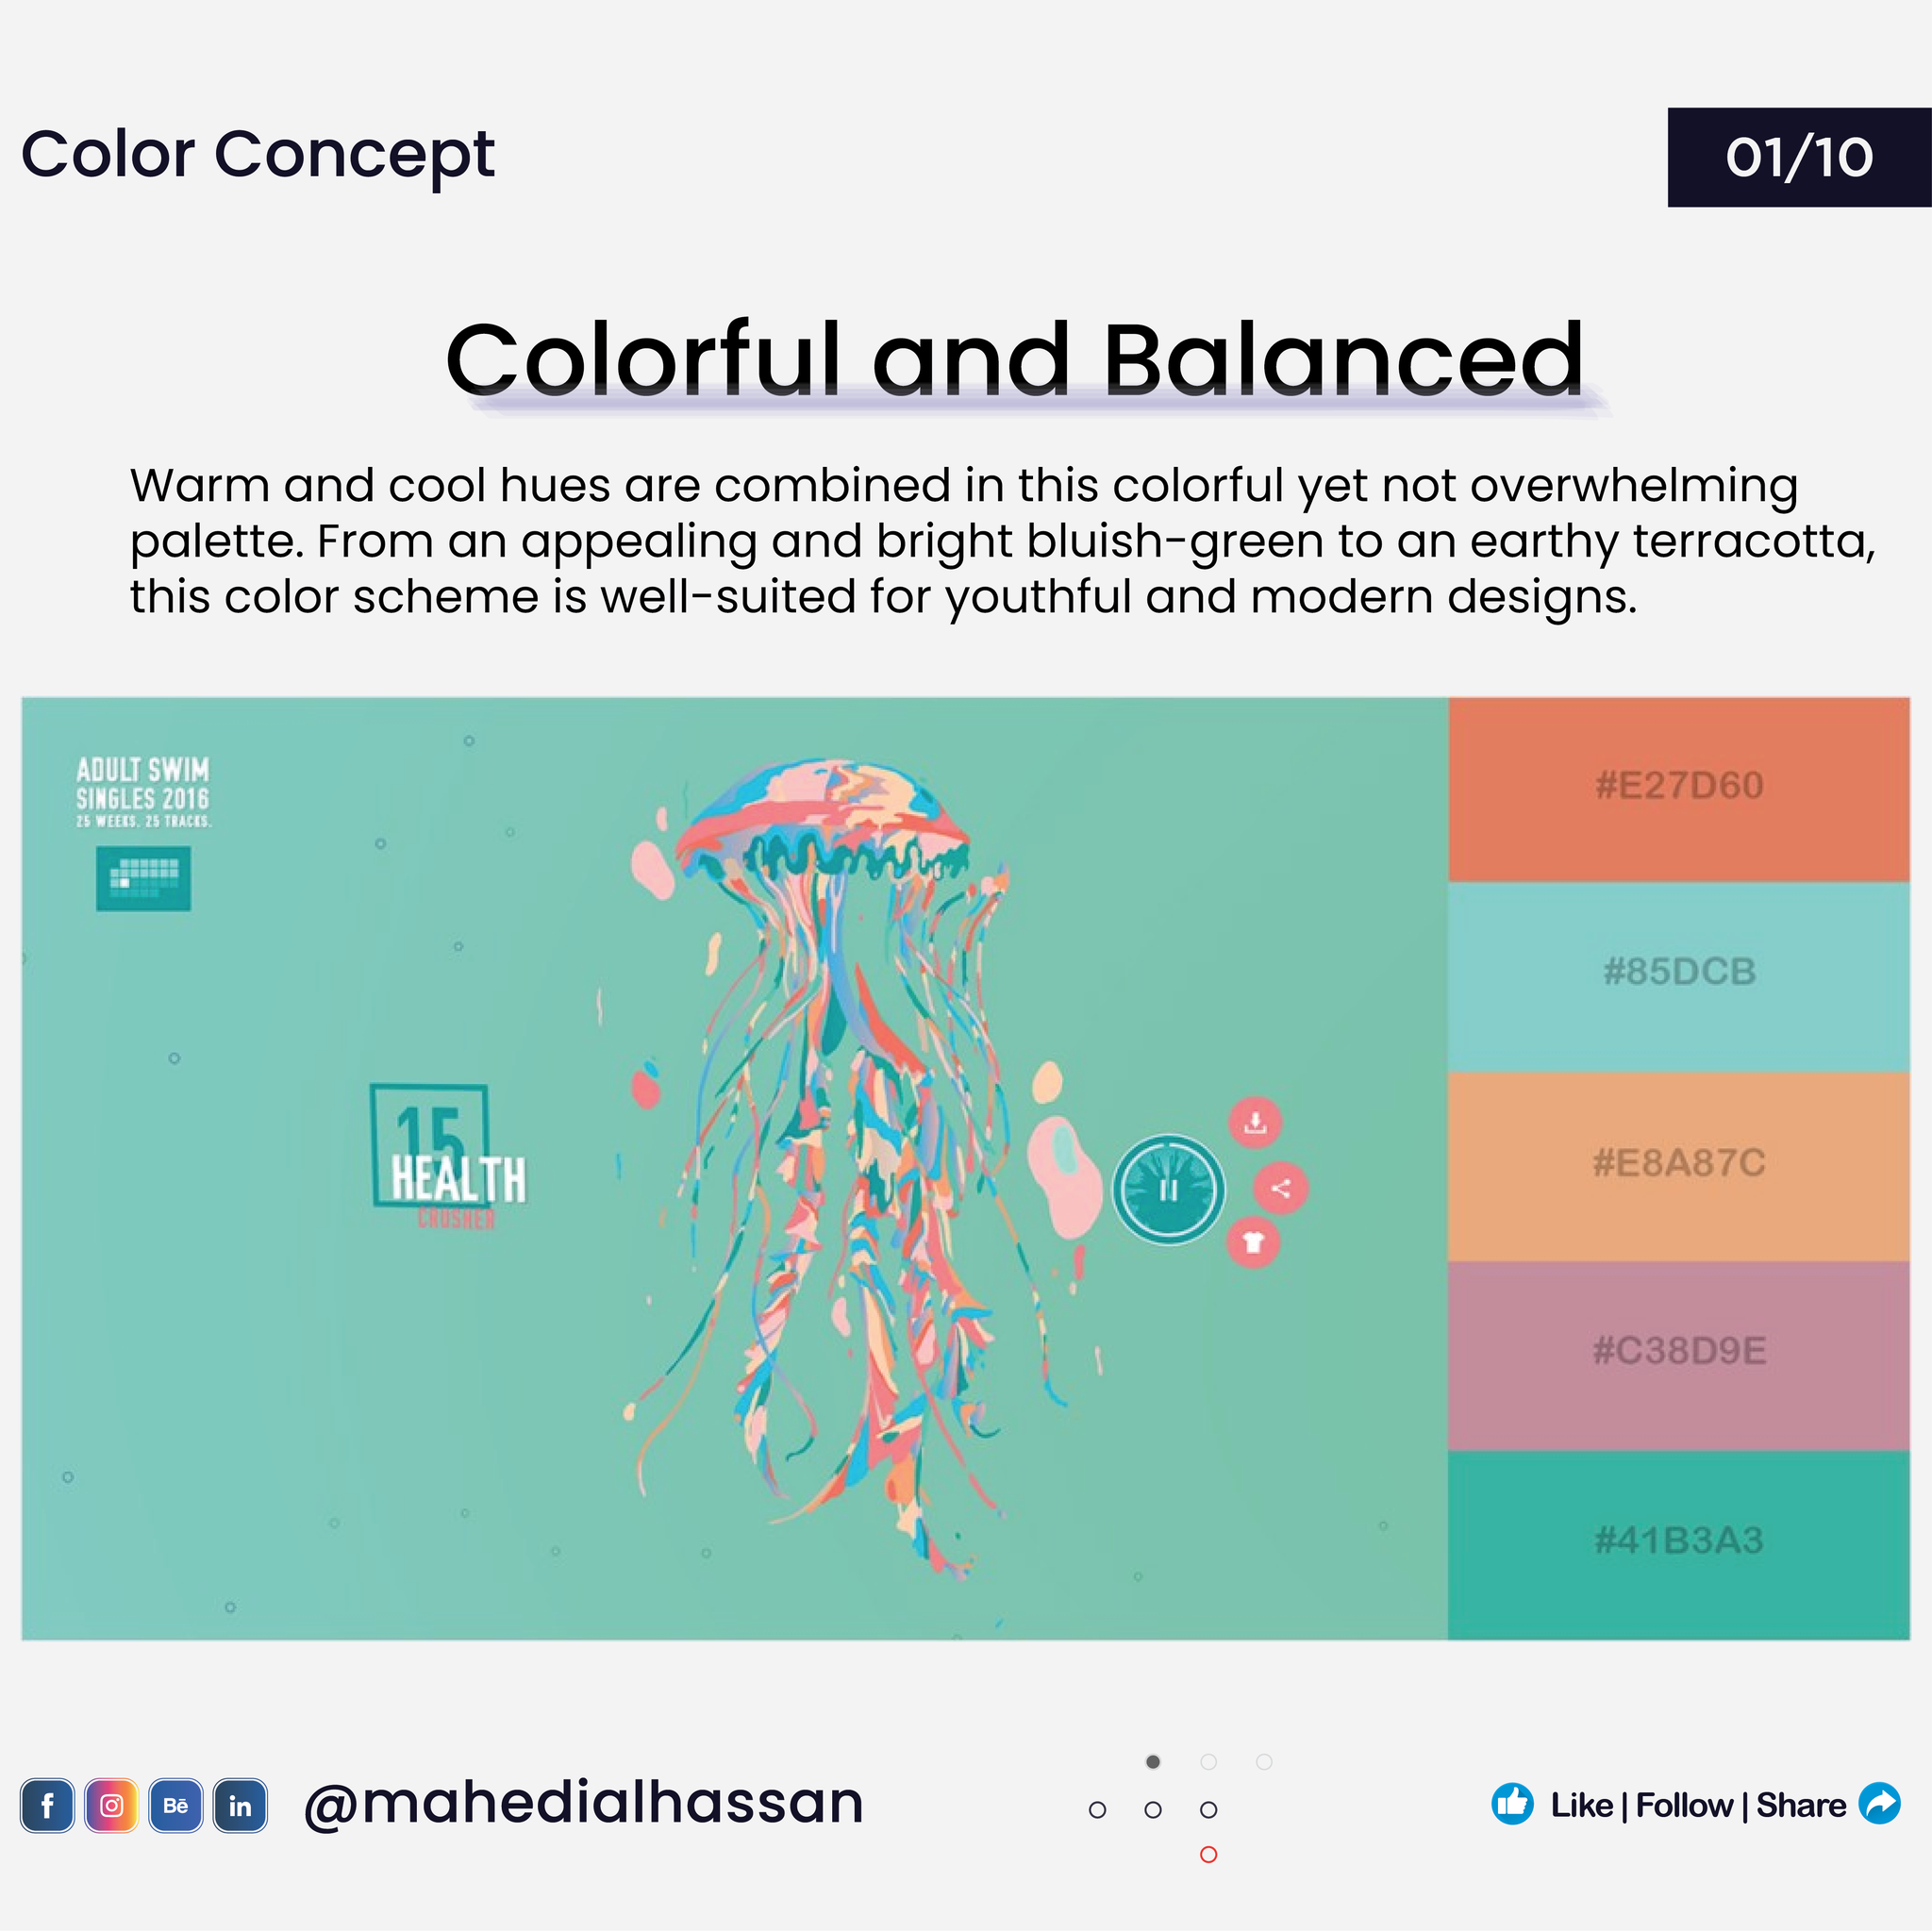 Color Concept
01/10
Colorful and Balanced
Warm and cool hues are combined in this colorful yet not overwhelming
palette. From an appealing and bright bluish-green to an earthy terracotta,
this color scheme is well-suited for youthful and modern designs.
ADULT SWIM
SINGLES 2016
25 WEEKS. 25 TRACKS.
15
HEALTH
CRUSHER
#E27D60
#85DCB
#E8A87C
#C38D9E
#41B3A3
f
Bē
in
@mahedialhassan
Like | Follow | Share